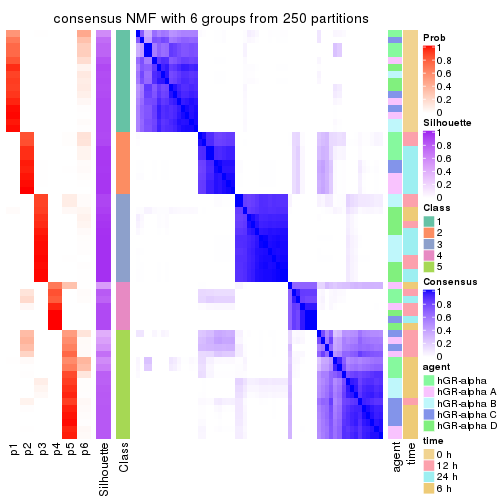 consensus NMF with 6 groups from 250 partitions
Prob
1
0.8
0.6
0.4
0.2
0
Silhouette
1
0.8
0.6
0.4
0.2
0
Class
1
2
3
4
5
Consensus
1
0.8
0.6
0.4
0.2
0
agent
hGR-alpha
hGR-alpha A
hGR-alpha B
hGR-alpha C
hGR-alpha D
time
0 h
12 h
24 h
6 h
p1
p2
p3
p4
p5
p6
Silhouette
Class
agent
time